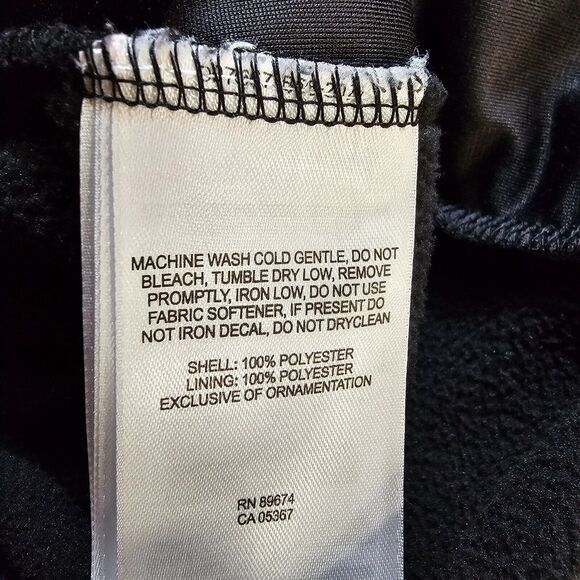 MACHINE WASH COLD GENTLE, DO NOT
BLEACH, TUMBLE DRY LOW, REMOVE
PROMPTLY, IRON LOW, DO NOT USE
FABRIC SOFTENER, IF PRESENT DO
NOT IRON DECAL, DO NOT DRYCLEAN
SHELL: 100% POLYESTER
LINING: 100% POLYESTER
EXCLUSIVE OF ORNAMENTATION
RN 89674
CA 05367